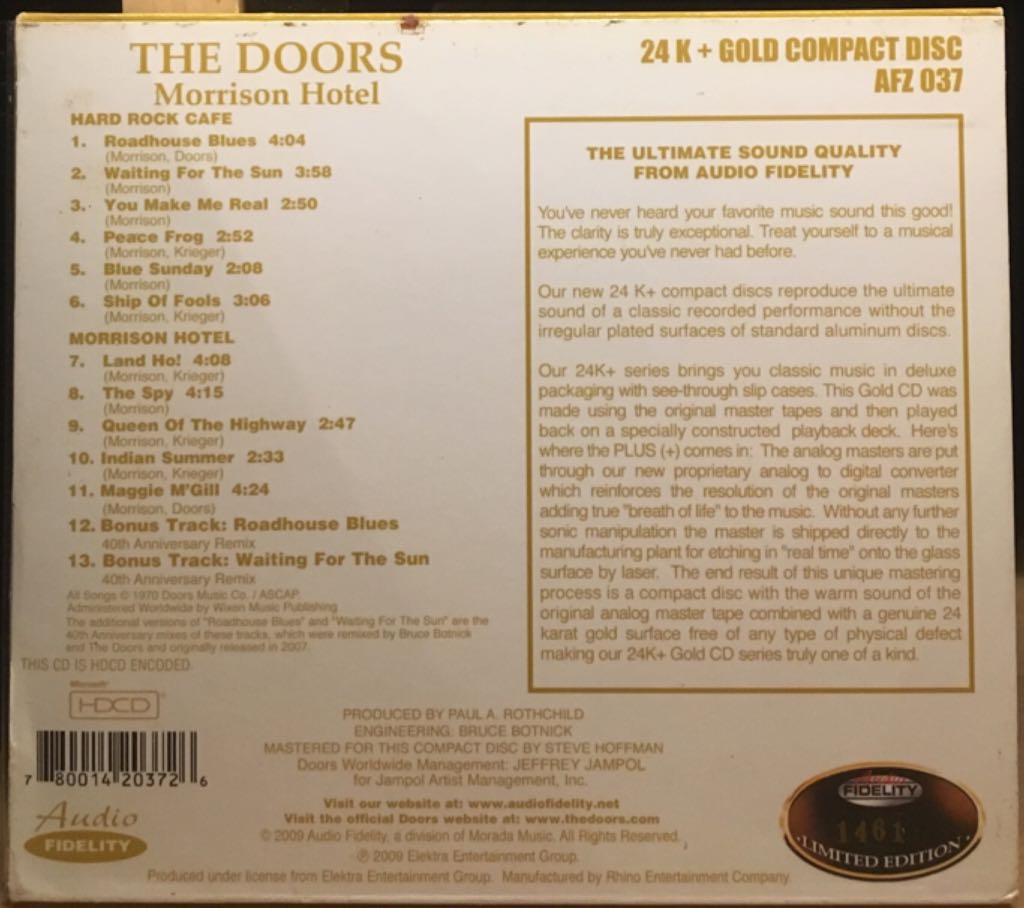 THE DOORS
Morrison Hotel
HARD ROCK CAFE
1. Roadhouse Blues 4:04
(Morrison, Doors)
2. Waiting For The Sun 3:58
(Morrison)
3. You Make Me Real 2:50
(Morrison)
4. Peace Frog 2:52
(Morrison, Krieger)
5. Blue Sunday 2:08
(Morrison)
6. Ship Of Fools 3:06
(Morrison, Krieger)
MORRISON HOTEL
7. Land Ho! 4:08
(Morrison, Krieger)
8. The Spy 4:15
(Morrison)
9. Queen Of The Highway 2:47
(Morrison, Krieger)
10. Indian Summer 2:33
(Morrison, Krieger)
11. Maggie M'Gill 4:24
(Morrison, Doors)
12. Bonus Track: Roadhouse Blues
40th Anniversary Remix
13. Bonus Track: Waiting For The Sun
40th Anniversary Remix
All Songs © 1970 Doors Music Co. / ASCAP
Administered Worldwide by Wixen Music Publishing
The additional versions of "Roadhouse Blues" and "Waiting For The Sun" are the
40th Anniversary mixes of these tracks, which were remixed by Bruce Botnick
and The Doors and originally released in 2007.
THIS CD IS HDCD ENCODED.
Microsoft
HDCD
7 80014 20372 6
Audio
FIDELITY
24 K + GOLD COMPACT DISC
AFZ 037
THE ULTIMATE SOUND QUALITY
FROM AUDIO FIDELITY
You've never heard your favorite music sound this good!
The clarity is truly exceptional. Treat yourself to a musical
experience you've never had before.
Our new 24 K+ compact discs reproduce the ultimate
sound of a classic recorded performance without the
irregular plated surfaces of standard aluminum discs.
Our 24K+ series brings you classic music in deluxe
packaging with see-through slip cases. This Gold CD was
made using the original master tapes and then played
back on a specially constructed playback deck. Here's
where the PLUS (+) comes in: The analog masters are put
through our new proprietary analog to digital converter
which reinforces the resolution of the original masters
adding true "breath of life" to the music. Without any further
sonic manipulation the master is shipped directly to the
manufacturing plant for etching in "real time" onto the glass
surface by laser. The end result of this unique mastering
process is a compact disc with the warm sound of the
original analog master tape combined with a genuine 24
karat gold surface free of any type of physical defect
making our 24K+ Gold CD series truly one of a kind.
PRODUCED BY PAUL A. ROTHCHILD
ENGINEERING: BRUCE BOTNICK
MASTERED FOR THIS COMPACT DISC BY STEVE HOFFMAN
Doors Worldwide Management: JEFFREY JAMPOL
for Jampol Artist Management, Inc.
Visit our website at: www.audiofidelity.net
Visit the official Doors website at: www.thedoors.com
© 2009 Audio Fidelity, a division of Morada Music. All Rights Reserved.
℗ 2009 Elektra Entertainment Group.
Produced under license from Elektra Entertainment Group. Manufactured by Rhino Entertainment Company.
FIDELITY
1461
·LIMITED EDITION·